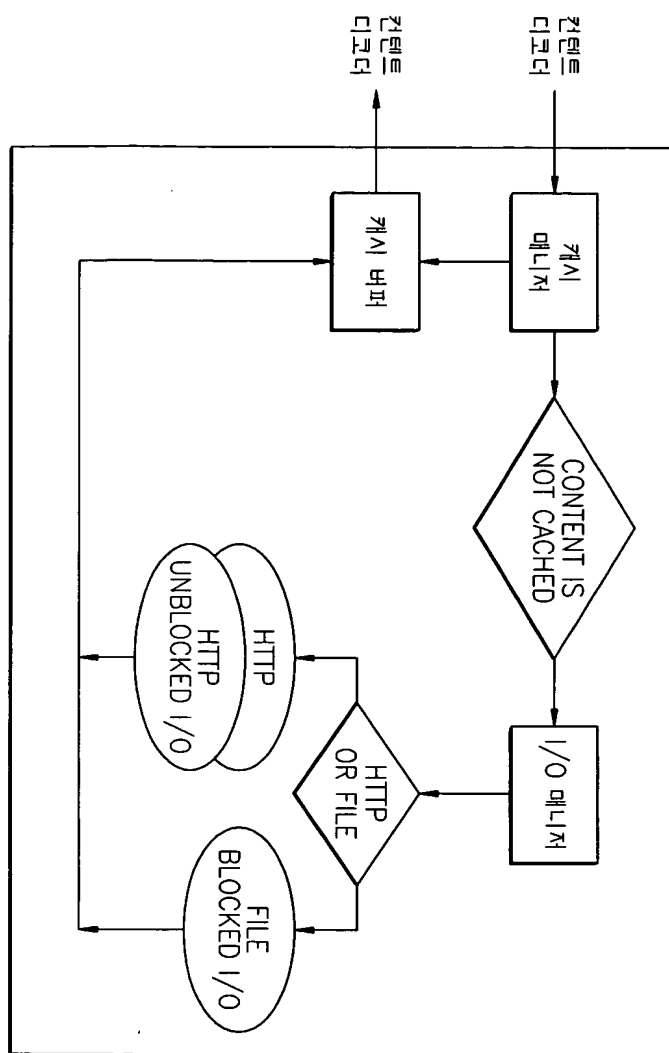 컨텐트
디코더
컨텐트
디코더
캐시
매니저
캐시 버퍼
CONTENT IS
NOT CACHED
I/O 매니저
HTTP
OR FILE
HTTP
HTTP
UNBLOCKED I/O
FILE
BLOCKED I/O